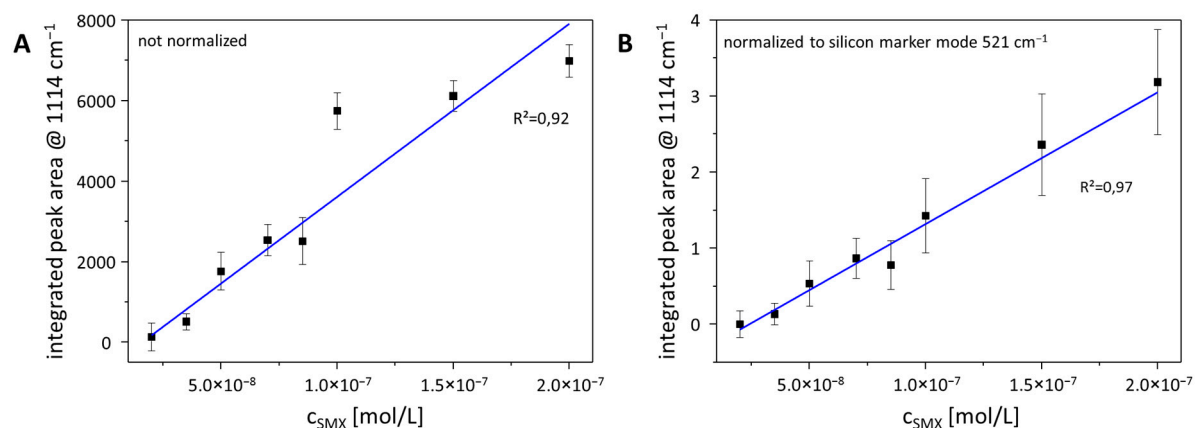 A
not normalized
integrated peak area @ 1114 cm⁻¹
8000
6000
4000
2000
0
R²=0,92
5.0×10⁻⁸
1.0×10⁻⁷
1.5×10⁻⁷
2.0×10⁻⁷
c_SMX [mol/L]
B
normalized to silicon marker mode 521 cm⁻¹
integrated peak area @ 1114 cm⁻¹
4
3
2
1
0
R²=0,97
5.0×10⁻⁸
1.0×10⁻⁷
1.5×10⁻⁷
2.0×10⁻⁷
c_SMX [mol/L]